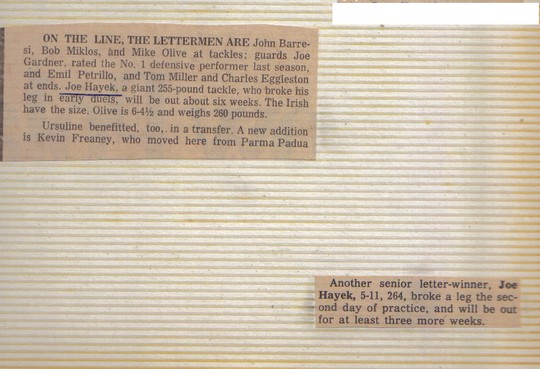 ON THE LINE, THE LETTERMEN ARE John Barre-
si, Bob Miklos, and Mike Olive at tackles; guards Joe
Gardner, rated the No. 1 defensive performer last season,
and Emil Petrillo, and Tom Miller and Charles Eggleston
at ends. Joe Hayek, a giant 255-pound tackle, who broke his
leg in early duels, will be out about six weeks. The Irish
have the size. Olive is 6-4½ and weighs 260 pounds.
Ursuline benefitted, too, in a transfer. A new addition
is Kevin Freaney, who moved here from Parma Padua
Another senior letter-winner, Joe
Hayek, 5-11, 264, broke a leg the sec-
ond day of practice, and will be out
for at least three more weeks.